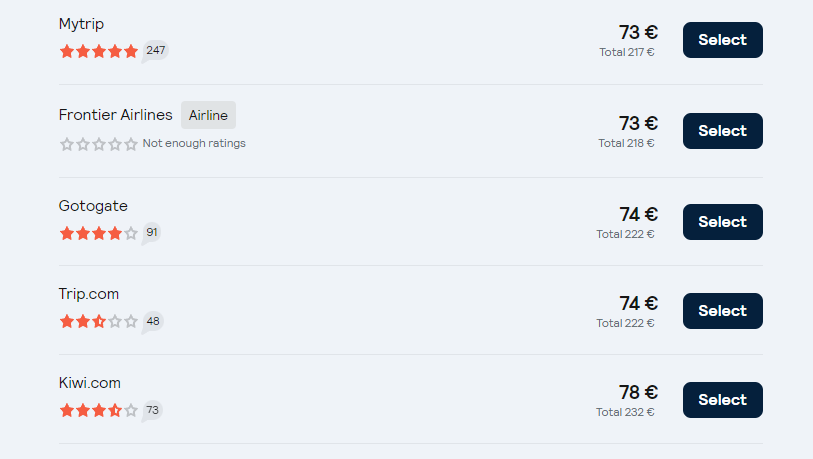 Mytrip
247
73 €
Total 217 €
Select
Frontier Airlines Airline
Not enough ratings
73 €
Total 218 €
Select
Gotogate
91
74 €
Total 222 €
Select
Trip.com
48
74 €
Total 222 €
Select
Kiwi.com
73
78 €
Total 232 €
Select